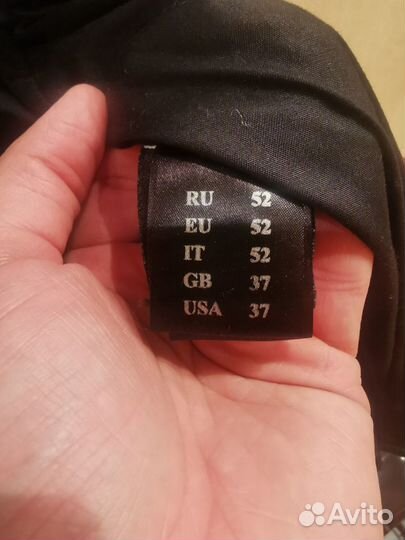 RU 52
EU 52
IT 52
GB 37
USA 37
Avito